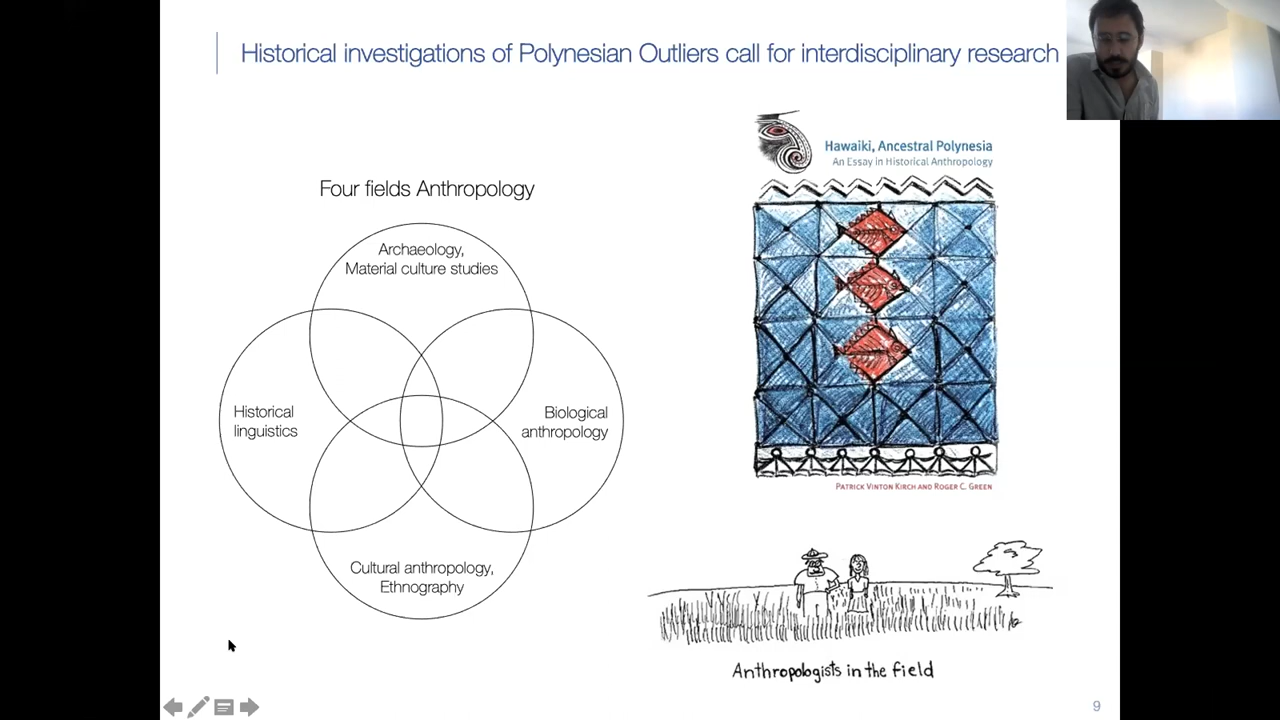 Historical investigations of Polynesian Outliers call for interdisciplinary research
Four fields Anthropology
Archaeology,
Material culture studies
Historical
linguistics
Biological
anthropology
Cultural anthropology,
Ethnography
Hawaiki, Ancestral Polynesia
An Essay in Historical Anthropology
PATRICK VINTON KIRCH AND ROGER C. GREEN
Anthropologists in the field
9